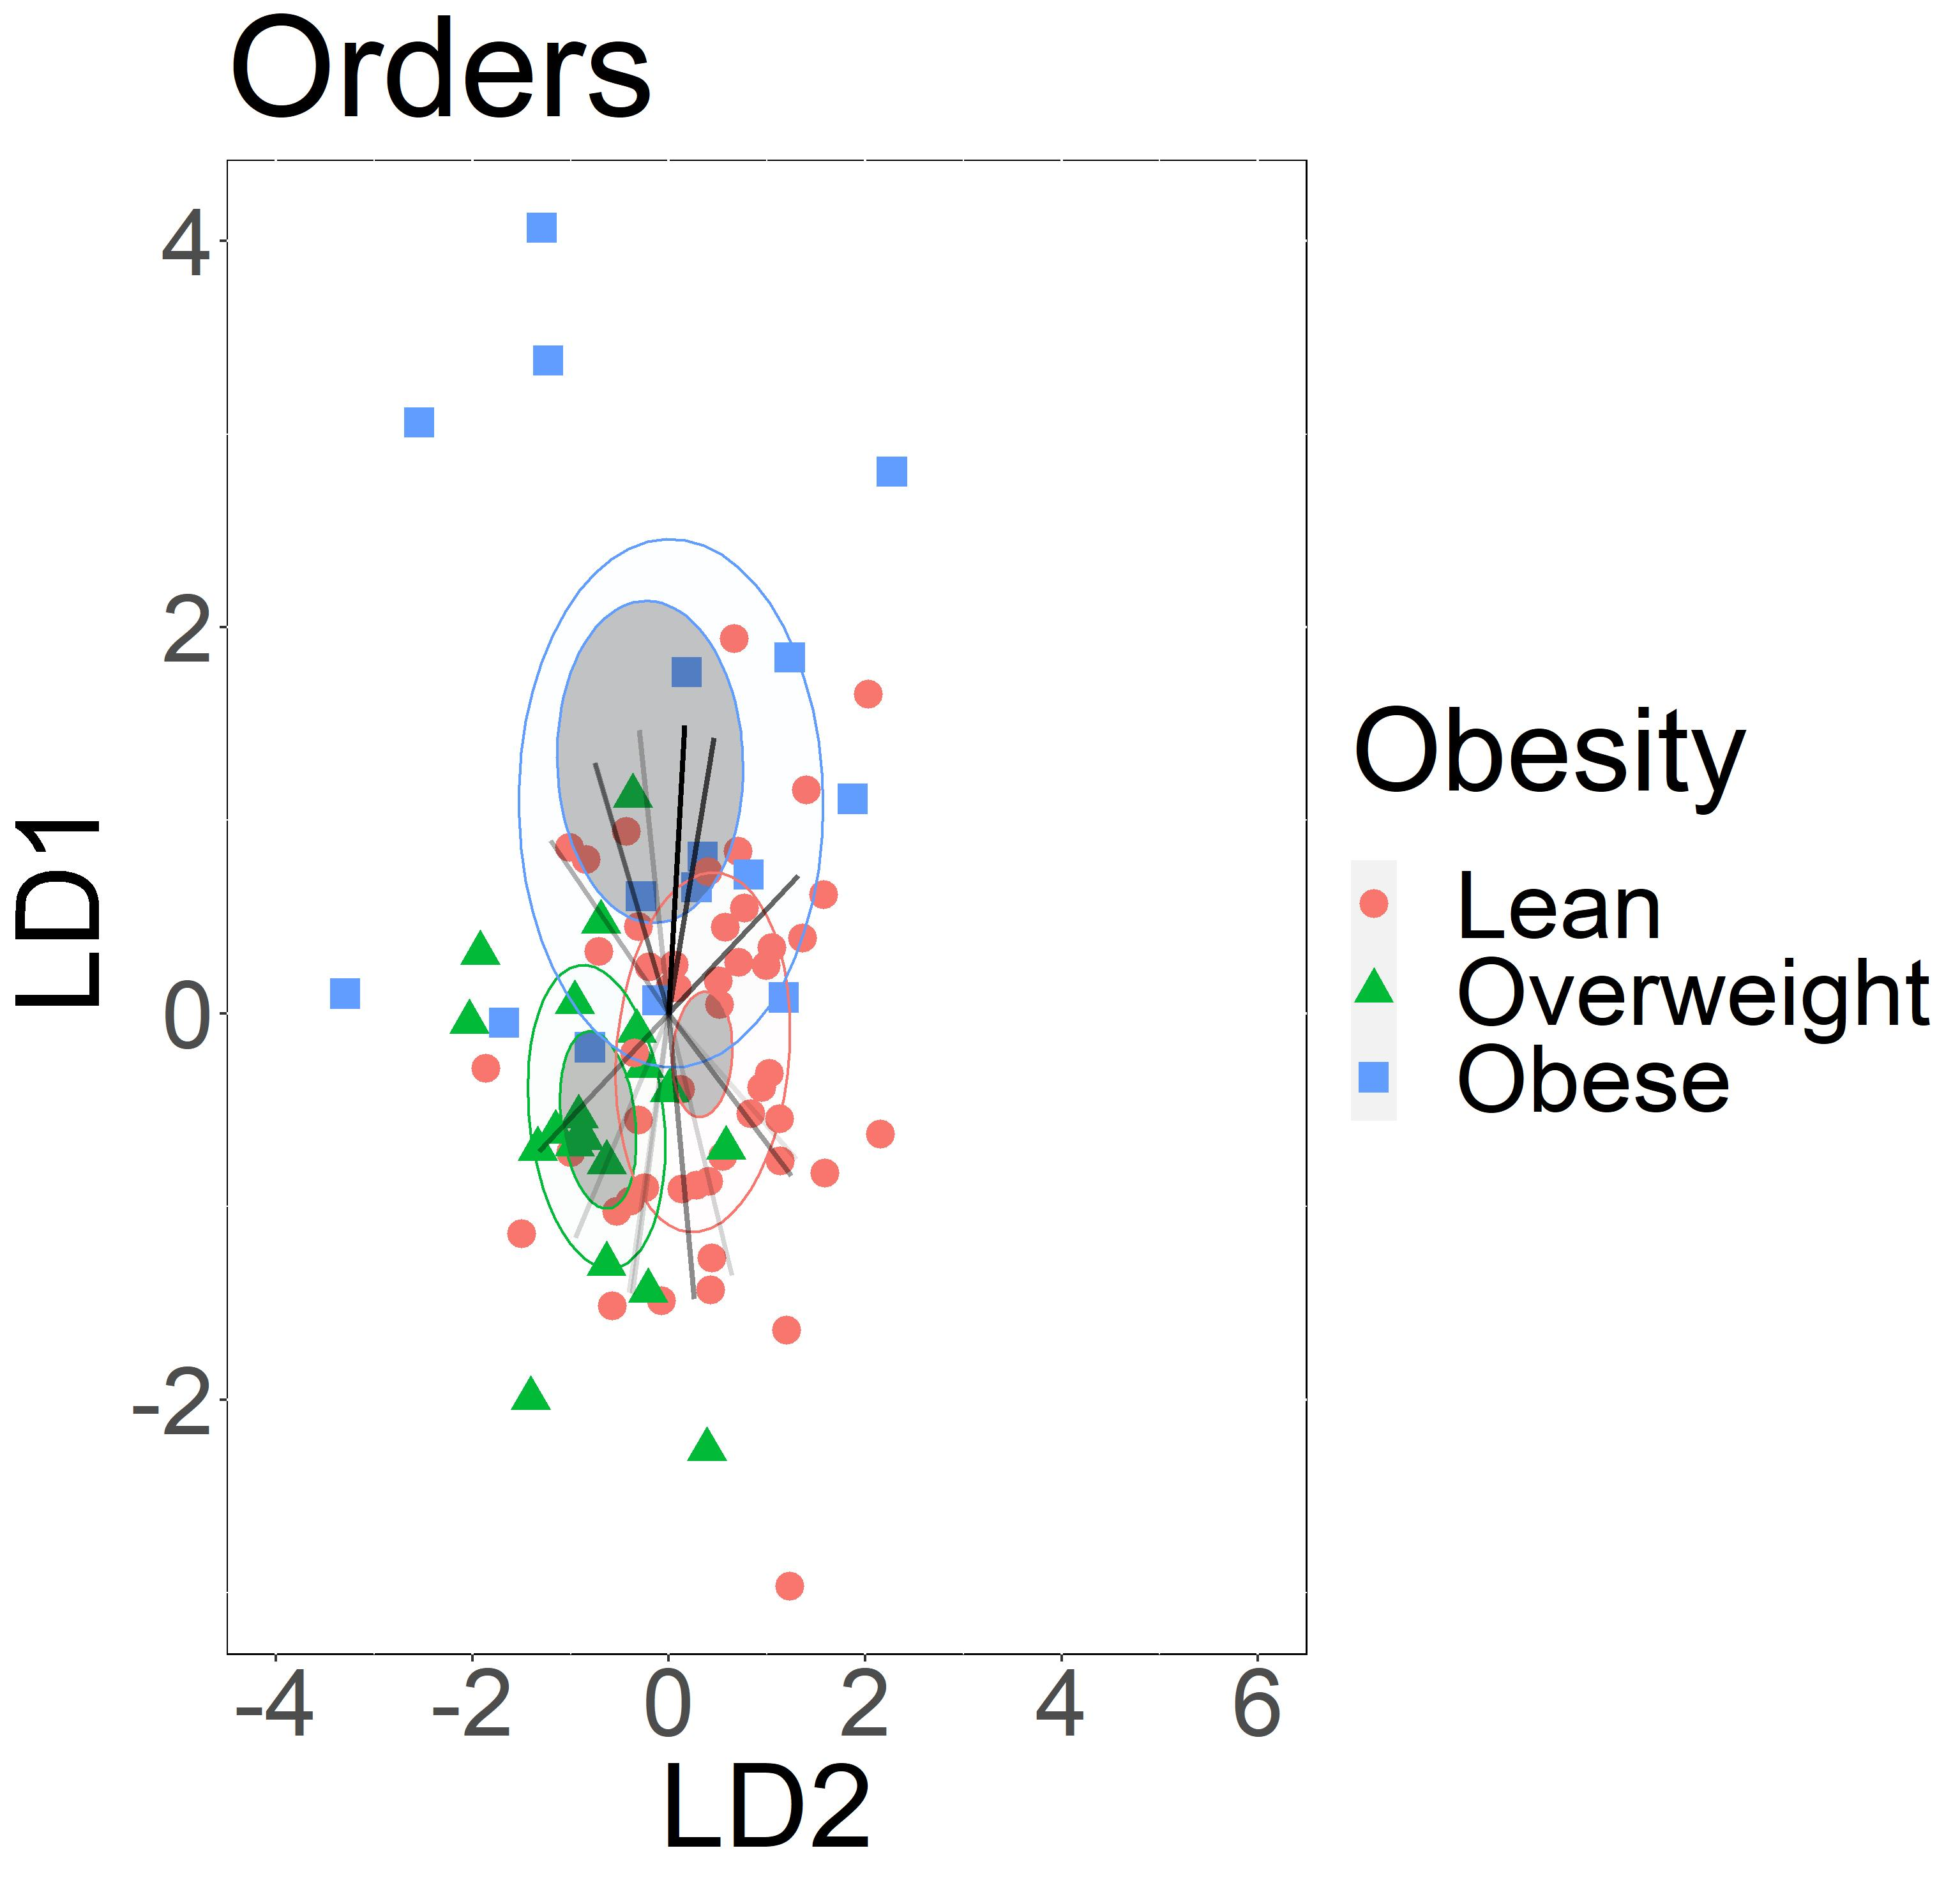 Orders
4
2
0
-2
LD1
-4 -2 0 2 4 6
LD2
Obesity
Lean
Overweight
Obese